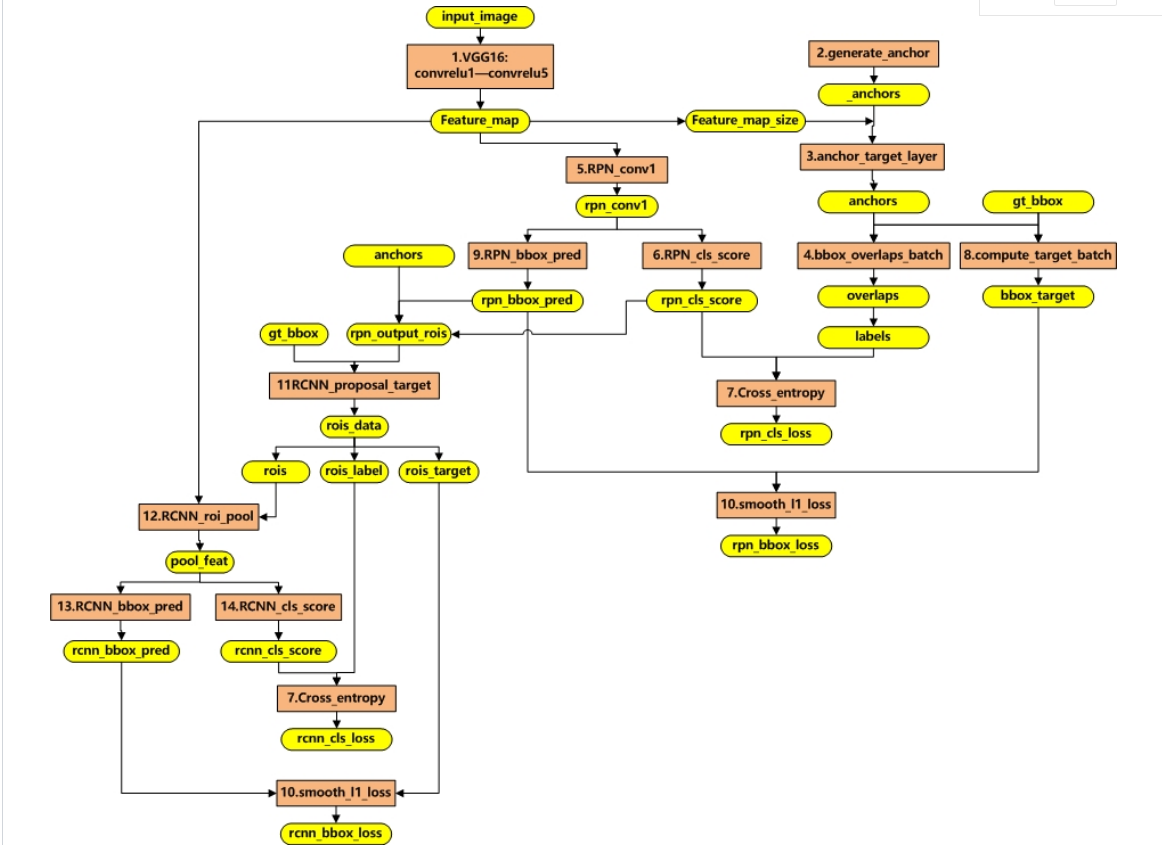 input_image
1.VGG16:
convrelu1—convrelu5
2.generate_anchor
_anchors
Feature_map
Feature_map_size
3.anchor_target_layer
5.RPN_conv1
rpn_conv1
anchors
gt_bbox
anchors
9.RPN_bbox_pred
6.RPN_cls_score
4.bbox_overlaps_batch
8.compute_target_batch
rpn_bbox_pred
rpn_cls_score
overlaps
bbox_target
gt_bbox
rpn_output_rois
labels
11RCNN_proposal_target
7.Cross_entropy
rois_data
rpn_cls_loss
rois
rois_label
rois_target
12.RCNN_roi_pool
10.smooth_l1_loss
pool_feat
rpn_bbox_loss
13.RCNN_bbox_pred
14.RCNN_cls_score
rcnn_bbox_pred
rcnn_cls_score
7.Cross_entropy
rcnn_cls_loss
10.smooth_l1_loss
rcnn_bbox_loss